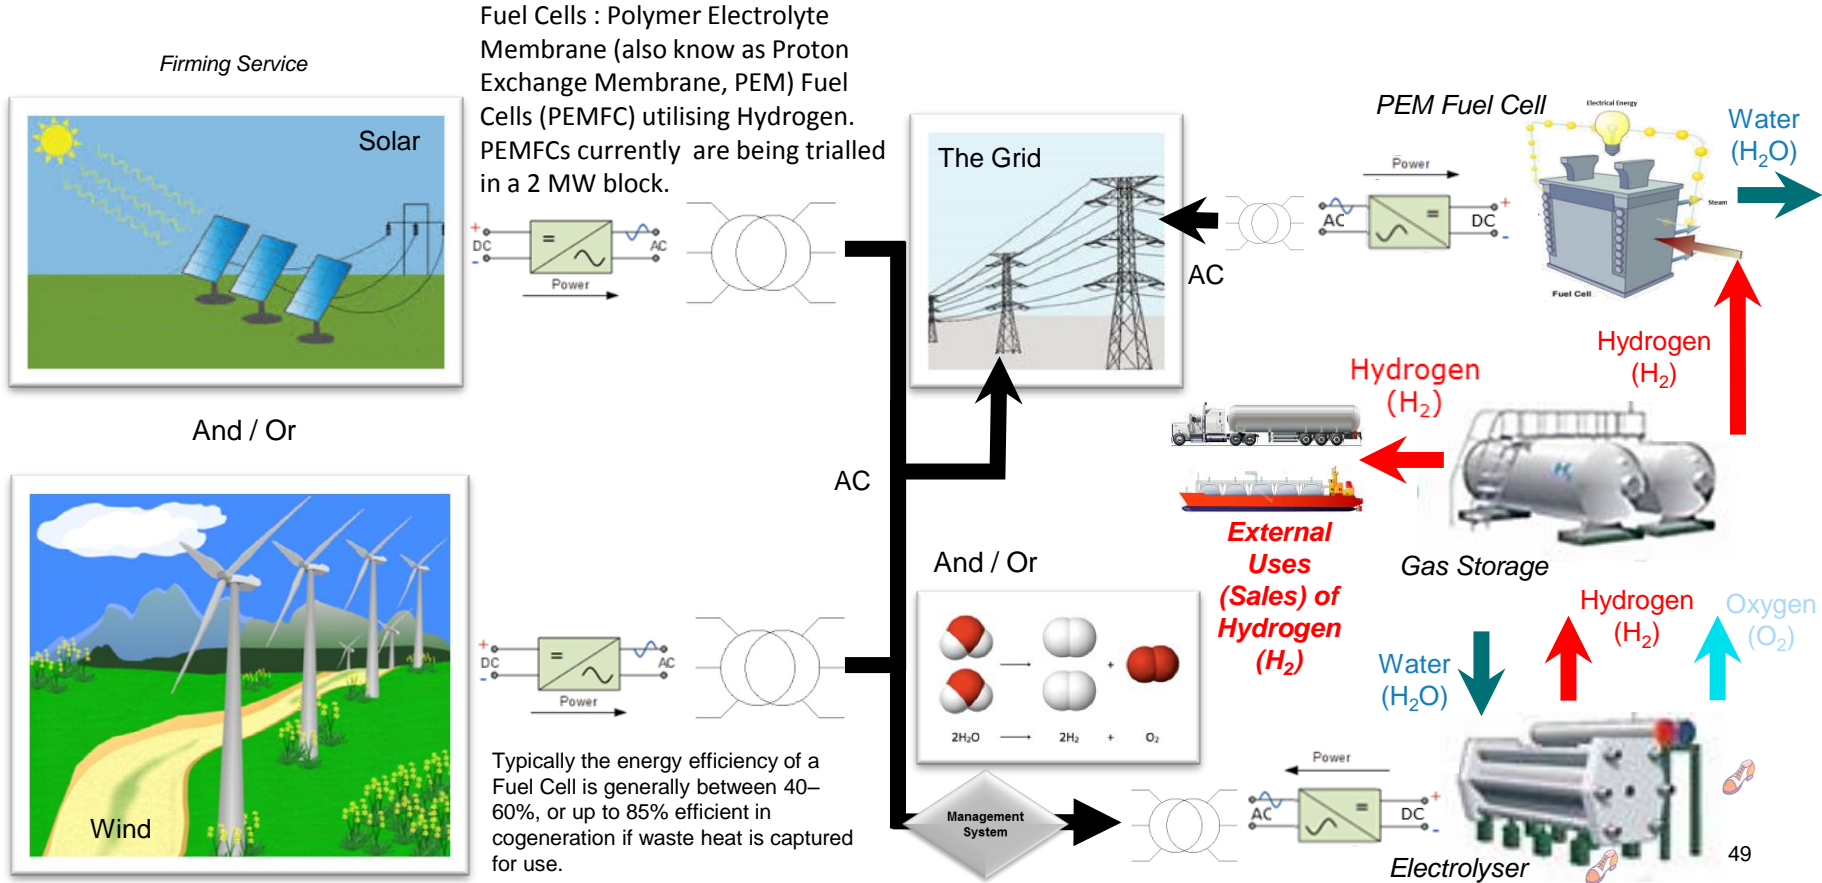 Fuel Cells : Polymer Electrolyte
Membrane (also know as Proton
Exchange Membrane, PEM) Fuel
Cells (PEMFC) utilising Hydrogen.
PEMFCs currently are being trialled
in a 2 MW block.
Firming Service
Solar
+
DC
-
=
AC
Power
And / Or
Wind
+
DC
-
=
AC
Power
Typically the energy efficiency of a
Fuel Cell is generally between 40–
60%, or up to 85% efficient in
cogeneration if waste heat is captured
for use.
AC
The Grid
AC
Power
AC
=
DC
+
-
PEM Fuel Cell
Electrical Energy
Steam
Fuel Cell
Water
(H2O)
Hydrogen
(H2)
Hydrogen
(H2)
External
Uses
(Sales) of
Hydrogen
(H2)
Gas Storage
And / Or
2H2O → 2H2 + O2
Management
System
Water
(H2O)
Hydrogen
(H2)
Oxygen
(O2)
Power
AC
=
DC
+
-
Electrolyser
49